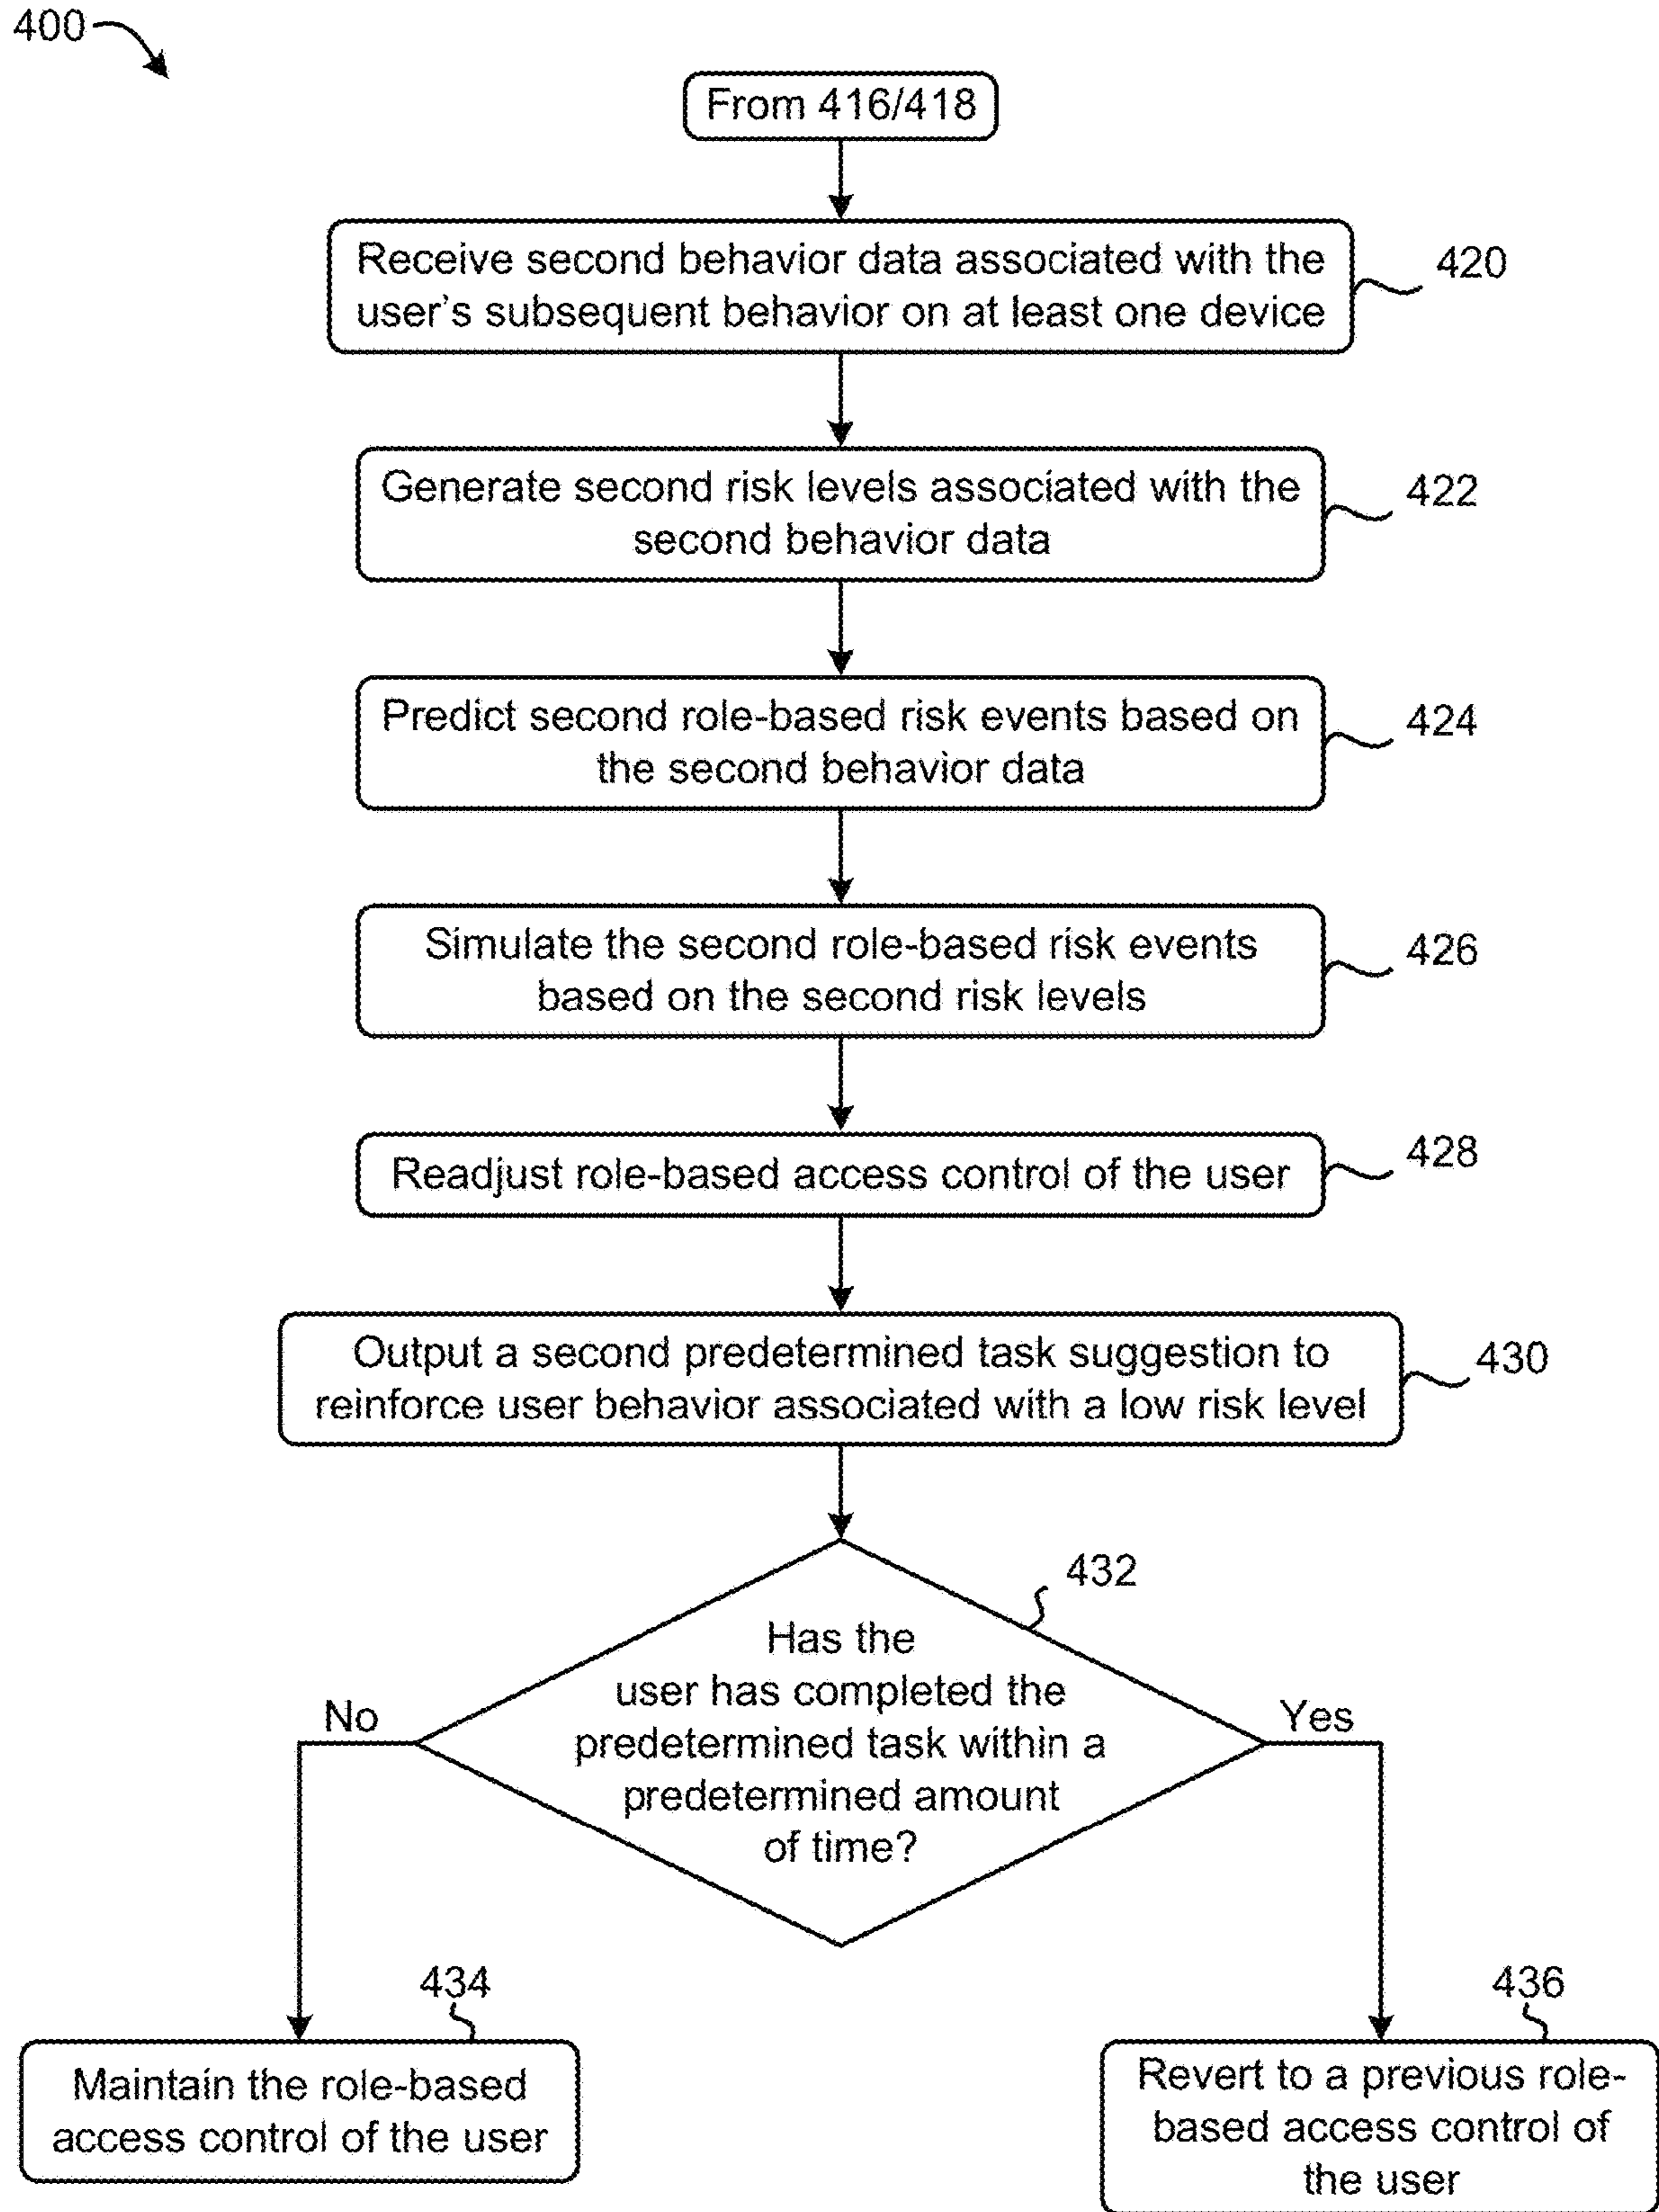 400
From 416/418
Receive second behavior data associated with the
user's subsequent behavior on at least one device
420
Generate second risk levels associated with the
second behavior data
422
Predict second role-based risk events based on
the second behavior data
424
Simulate the second role-based risk events
based on the second risk levels
426
Readjust role-based access control of the user
428
Output a second predetermined task suggestion to
reinforce user behavior associated with a low risk level
430
432
Has the
user has completed the
predetermined task within a
predetermined amount
of time?
No
Yes
434
Maintain the role-based
access control of the user
436
Revert to a previous role-
based access control of
the user